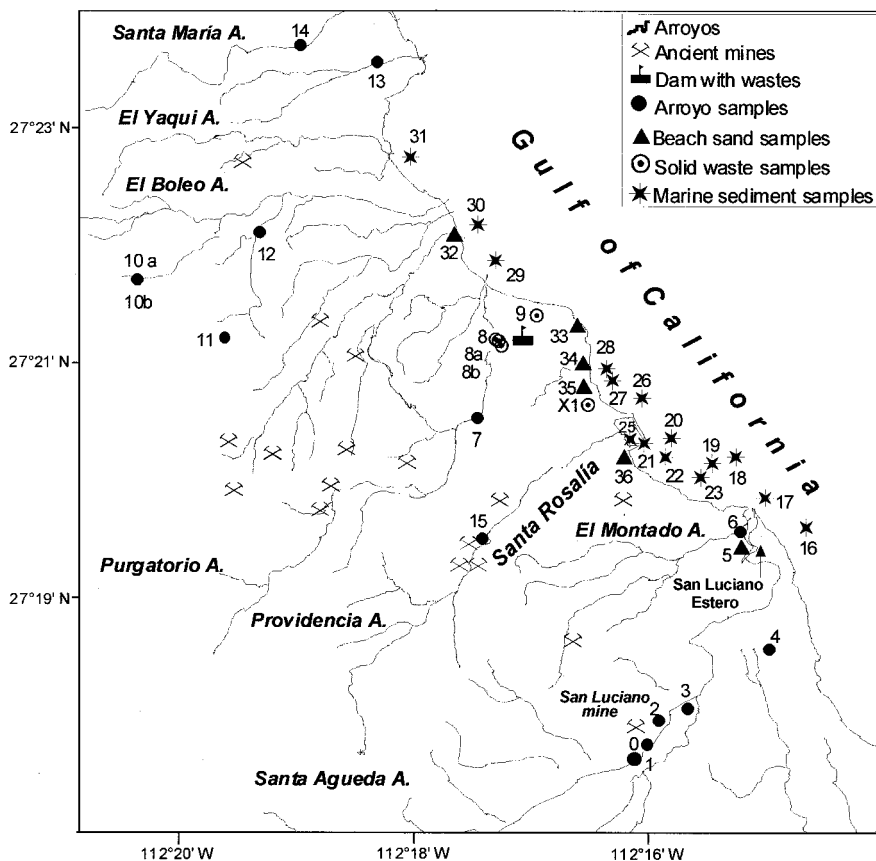 Santa María A.
14
13
Arroyos
Ancient mines
Dam with wastes
Arroyo samples
Beach sand samples
Solid waste samples
Marine sediment samples
27°23' N
El Yaqui A.
31
Gulf of California
El Boleo A.
30
32
29
12
10 a
10b
9
33
11
8
8a
8b
34
28
27°21' N
35
X1
27
26
7
25
20
21
22
19
18
36
23
17
Santa Rosalía
15
El Montado A.
6
5
16
Purgatorio A.
San Luciano
Estero
27°19' N
Providencia A.
4
San Luciano
mine
3
2
0
1
Santa Agueda A.
112°20' W
112°18' W
112°16' W